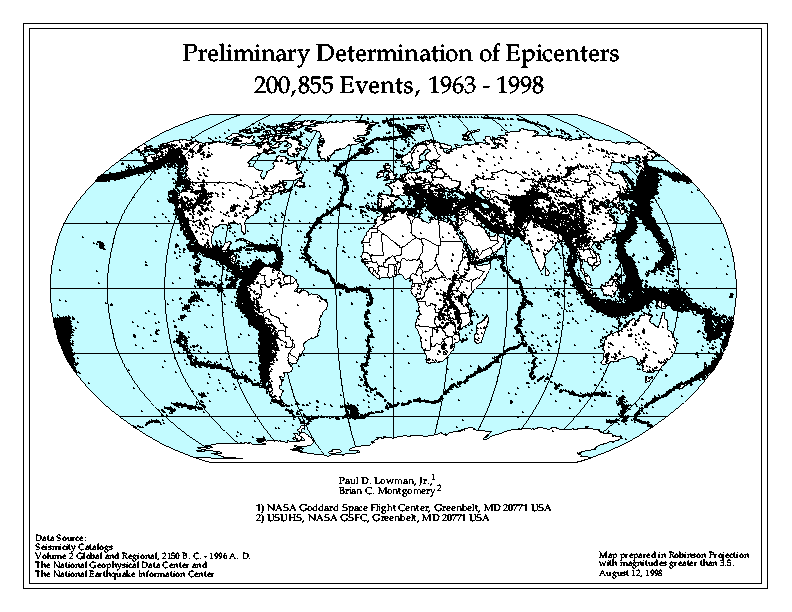 Preliminary Determination of Epicenters
200,855 Events, 1963 - 1998
Paul D. Lowman, Jr.,1
Brian C. Montgomery 2
1) NASA Goddard Space Flight Center, Greenbelt, MD 20771 USA
2) USUHS, NASA GSFC, Greenbelt, MD 20771 USA
Data Source:
Seismicity Catalogs
Volume 2 Global and Regional, 2150 B. C. - 1996 A. D.
The National Geophysical Data Center and
The National Earthquake Information Center
Map prepared in Robinson Projection
with magnitudes greater than 3.5.
August 12, 1998